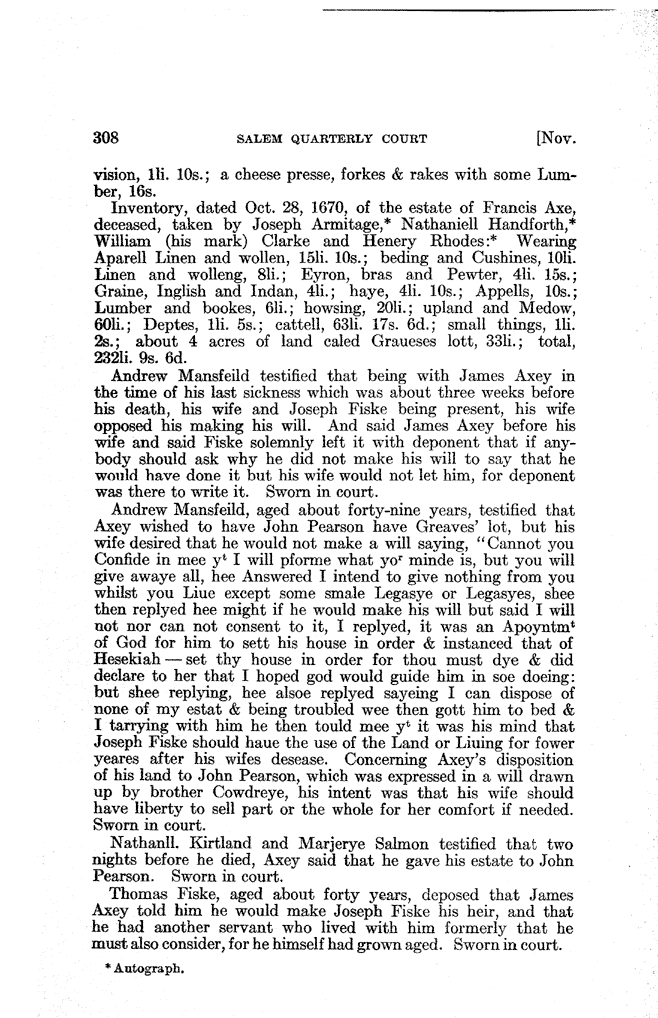 308 SALEM QUARTERLY COURT [Nov.
vision, 1li. 10s.; a cheese presse, forkes & rakes with some Lum-
ber, 16s.
Inventory, dated Oct. 28, 1670, of the estate of Francis Axe,
deceased, taken by Joseph Armitage,* Nathaniell Handforth,*
William (his mark) Clarke and Henery Rhodes:* Wearing
Aparell Linen and wollen, 15li. 10s.; beding and Cushines, 10li.
Linen and wolleng, 8li.; Eyron, bras and Pewter, 4li. 15s.;
Graine, Inglish and Indan, 4li.; haye, 4li. 10s.; Appells, 10s.;
Lumber and bookes, 6li.; howsing, 20li.; upland and Medow,
60li.; Deptes, 1li. 5s.; cattell, 63li. 17s. 6d.; small things, 1li.
2s.; about 4 acres of land caled Graueses lott, 33li.; total,
232li. 9s. 6d.
Andrew Mansfeild testified that being with James Axey in
the time of his last sickness which was about three weeks before
his death, his wife and Joseph Fiske being present, his wife
opposed his making his will. And said James Axey before his
wife and said Fiske solemnly left it with deponent that if any-
body should ask why he did not make his will to say that he
would have done it but his wife would not let him, for deponent
was there to write it. Sworn in court.
Andrew Mansfeild, aged about forty-nine years, testified that
Axey wished to have John Pearson have Greaves' lot, but his
wife desired that he would not make a will saying, "Cannot you
Confide in mee yᵗ I will pforme what yoʳ minde is, but you will
give awaye all, hee Answered I intend to give nothing from you
whilst you Liue except some smale Legasye or Legasyes, shee
then replyed hee might if he would make his will but said I will
not nor can not consent to it, I replyed, it was an Apoyntmᵗ
of God for him to sett his house in order & instanced that of
Hesekiah — set thy house in order for thou must dye & did
declare to her that I hoped god would guide him in soe doeing:
but shee replying, hee alsoe replyed sayeing I can dispose of
none of my estat & being troubled wee then gott him to bed &
I tarrying with him he then tould mee yᵗ it was his mind that
Joseph Fiske should haue the use of the Land or Liuing for fower
yeares after his wifes desease. Concerning Axey's disposition
of his land to John Pearson, which was expressed in a will drawn
up by brother Cowdreye, his intent was that his wife should
have liberty to sell part or the whole for her comfort if needed.
Sworn in court.
Nathanll. Kirtland and Marjerye Salmon testified that two
nights before he died, Axey said that he gave his estate to John
Pearson. Sworn in court.
Thomas Fiske, aged about forty years, deposed that James
Axey told him he would make Joseph Fiske his heir, and that
he had another servant who lived with him formerly that he
must also consider, for he himself had grown aged. Sworn in court.
* Autograph.